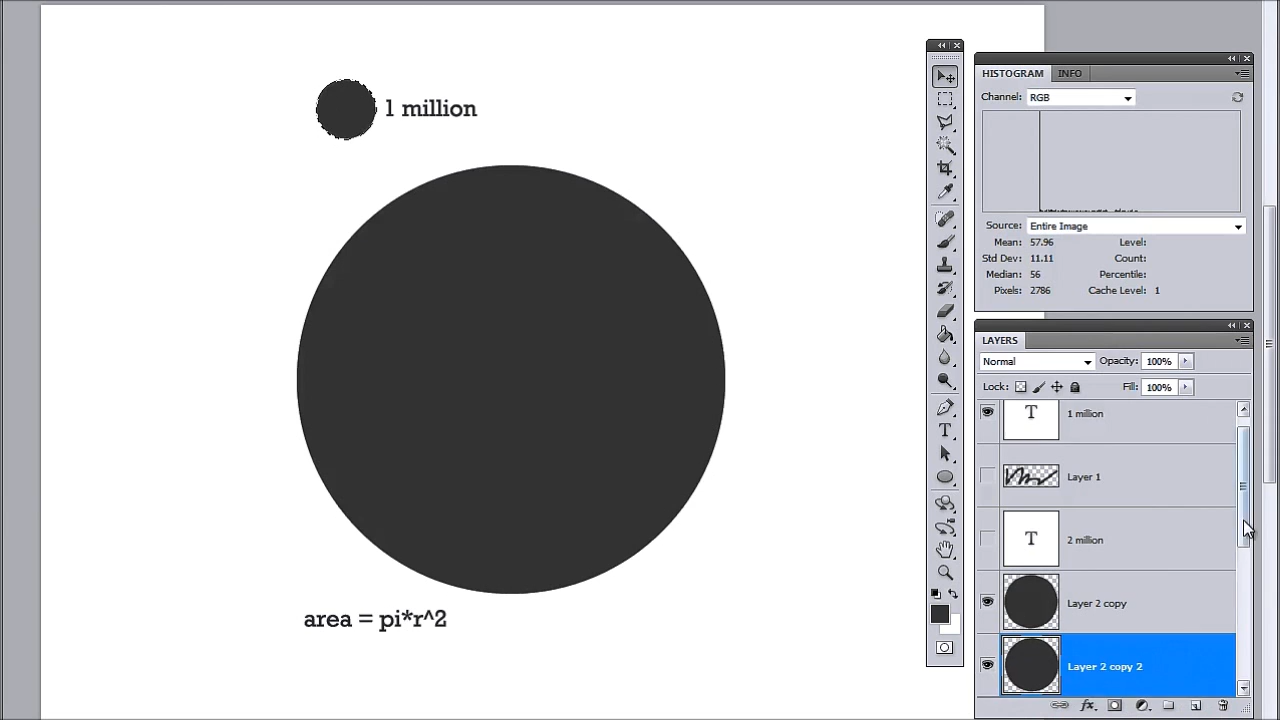 1 million
area = pi*r^2
HISTOGRAM INFO
Channel: RGB
Source: Entire Image
Mean: 57.96 Level:
Std Dev: 11.11 Count:
Median: 56 Percentile:
Pixels: 2786 Cache Level: 1
LAYERS
Normal Opacity: 100%
Lock: Fill: 100%
T 1 million
Layer 1
T 2 million
Layer 2 copy
Layer 2 copy 2
T
fx